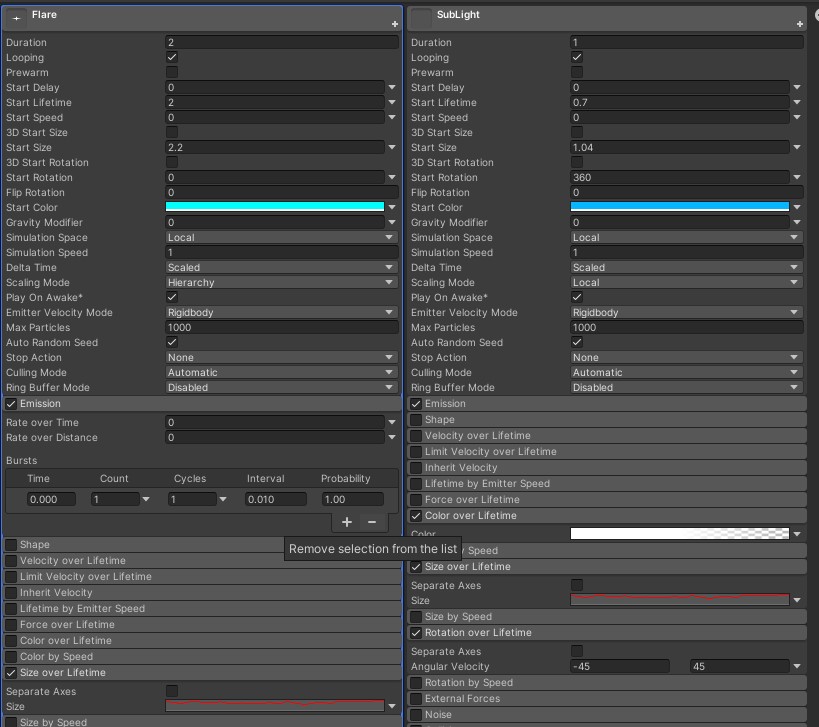 Flare
Duration 2
Looping
Prewarm
Start Delay 0
Start Lifetime 2
Start Speed 0
3D Start Size
Start Size 2.2
3D Start Rotation
Start Rotation 0
Flip Rotation 0
Start Color
Gravity Modifier 0
Simulation Space Local
Simulation Speed 1
Delta Time Scaled
Scaling Mode Hierarchy
Play On Awake*
Emitter Velocity Mode Rigidbody
Max Particles 1000
Auto Random Seed
Stop Action None
Culling Mode Automatic
Ring Buffer Mode Disabled
Emission
Rate over Time 0
Rate over Distance 0
Bursts
Time Count Cycles Interval Probability
0.000 1 1 0.010 1.00
Remove selection from the list
Shape
Velocity over Lifetime
Limit Velocity over Lifetime
Inherit Velocity
Lifetime by Emitter Speed
Force over Lifetime
Color over Lifetime
Color by Speed
Size over Lifetime
Separate Axes
Size
Size by Speed
SubLight
Duration 1
Looping
Prewarm
Start Delay 0
Start Lifetime 0.7
Start Speed 0
3D Start Size
Start Size 1.04
3D Start Rotation
Start Rotation 360
Flip Rotation 0
Start Color
Gravity Modifier 0
Simulation Space Local
Simulation Speed 1
Delta Time Scaled
Scaling Mode Local
Play On Awake*
Emitter Velocity Mode Rigidbody
Max Particles 1000
Auto Random Seed
Stop Action None
Culling Mode Automatic
Ring Buffer Mode Disabled
Emission
Shape
Velocity over Lifetime
Limit Velocity over Lifetime
Inherit Velocity
Lifetime by Emitter Speed
Force over Lifetime
Color over Lifetime
Color
by Speed
Size over Lifetime
Separate Axes
Size
Size by Speed
Rotation over Lifetime
Separate Axes
Angular Velocity -45 45
Rotation by Speed
External Forces
Noise